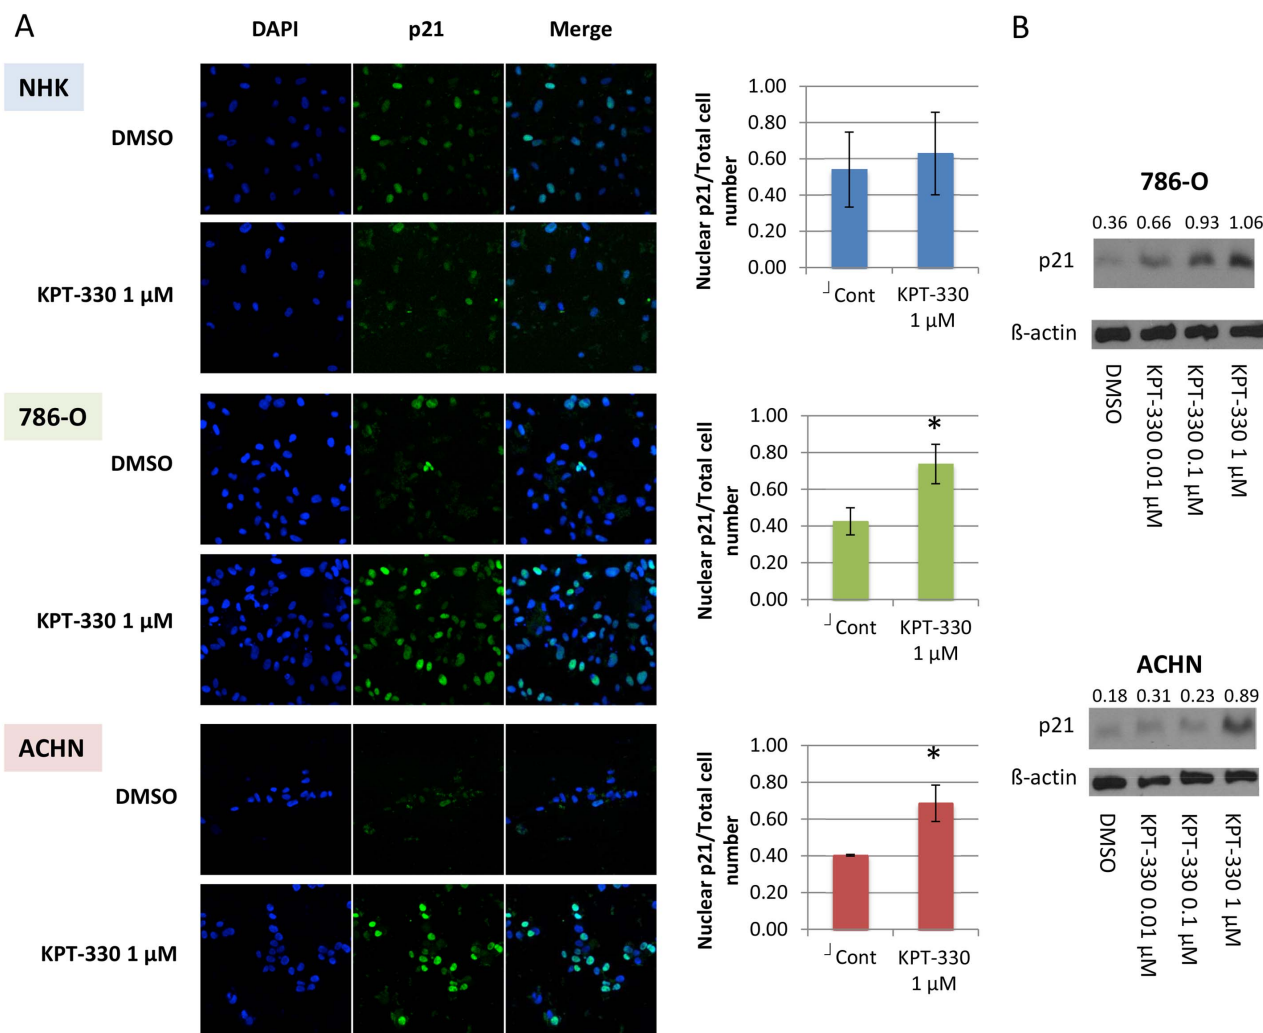 A
DAPI
p21
Merge
NHK
DMSO
KPT-330 1 µM
Nuclear p21/Total cell
number
1.00
0.80
0.60
0.40
0.20
0.00
Cont
KPT-330
1 µM
786-O
DMSO
KPT-330 1 µM
Nuclear p21/Total cell
number
1.00
0.80
0.60
0.40
0.20
0.00
*
Cont
KPT-330
1 µM
ACHN
DMSO
KPT-330 1 µM
Nuclear p21/Total cell
number
1.00
0.80
0.60
0.40
0.20
0.00
*
Cont
KPT-330
1 µM
B
786-O
0.36 0.66 0.93 1.06
p21
ß-actin
DMSO
KPT-330 0.01 µM
KPT-330 0.1 µM
KPT-330 1 µM
ACHN
0.18 0.31 0.23 0.89
p21
ß-actin
DMSO
KPT-330 0.01 µM
KPT-330 0.1 µM
KPT-330 1 µM